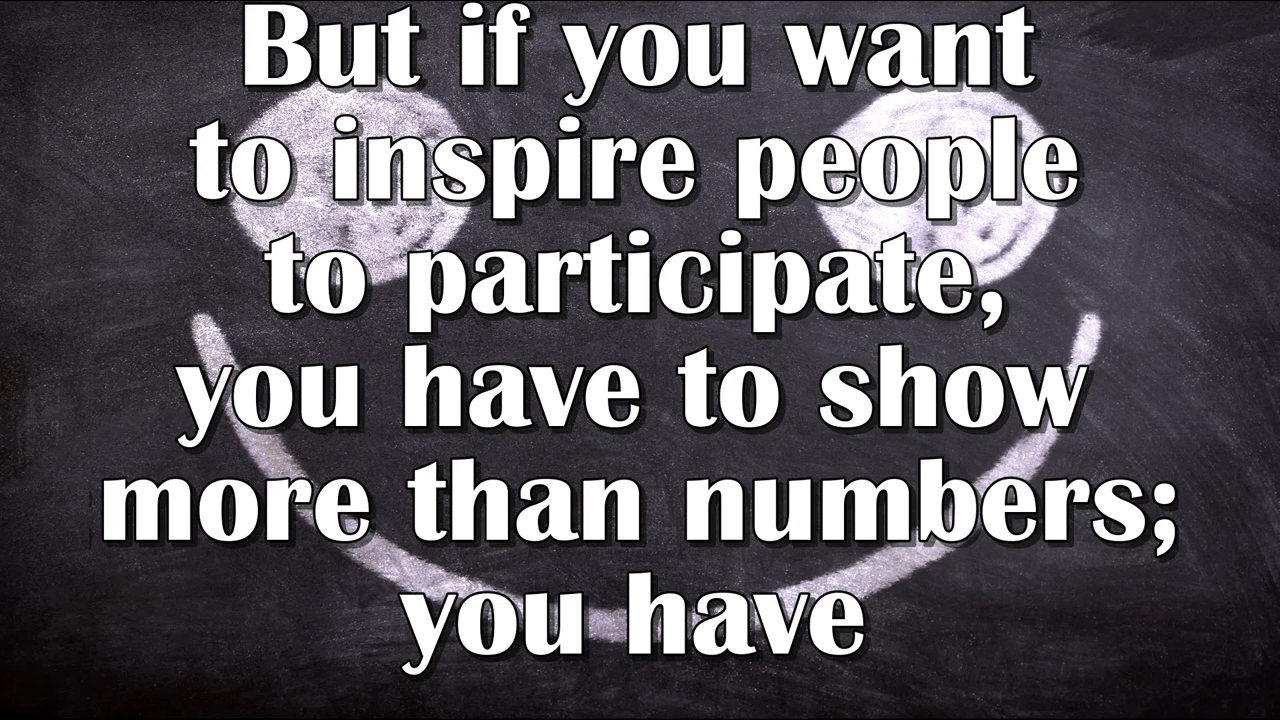 But if you want
to inspire people
to participate,
you have to show
more than numbers;
you have